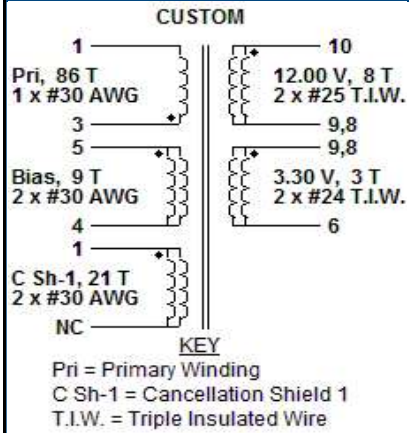 CUSTOM
1
Pri, 86 T
1 x #30 AWG
3
5
Bias, 9 T
2 x #30 AWG
4
1
C Sh-1, 21 T
2 x #30 AWG
NC
10
12.00 V, 8 T
2 x #25 T.I.W.
9,8
9,8
3.30 V, 3 T
2 x #24 T.I.W.
6
KEY
Pri = Primary Winding
C Sh-1 = Cancellation Shield 1
T.I.W. = Triple Insulated Wire